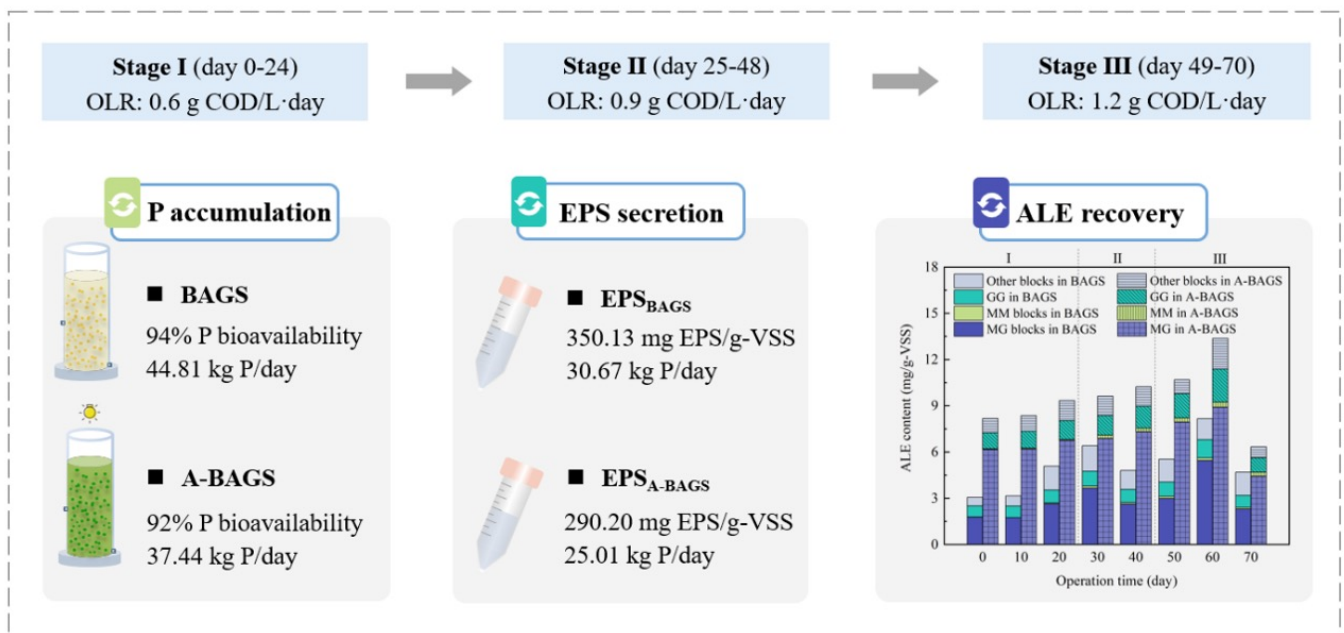 Stage I (day 0-24)
OLR: 0.6 g COD/L·day
Stage II (day 25-48)
OLR: 0.9 g COD/L·day
Stage III (day 49-70)
OLR: 1.2 g COD/L·day
P accumulation
■ BAGS
94% P bioavailability
44.81 kg P/day
■ A-BAGS
92% P bioavailability
37.44 kg P/day
EPS secretion
■ EPSBAGS
350.13 mg EPS/g-VSS
30.67 kg P/day
■ EPSA-BAGS
290.20 mg EPS/g-VSS
25.01 kg P/day
ALE recovery
I II III
18
15
12
9
6
3
0
ALE content (mg/g-VSS)
Other blocks in BAGS
GG in BAGS
MM blocks in BAGS
MG blocks in BAGS
Other blocks in A-BAGS
GG in A-BAGS
MM in A-BAGS
MG in A-BAGS
0 10 20 30 40 50 60 70
Operation time (day)